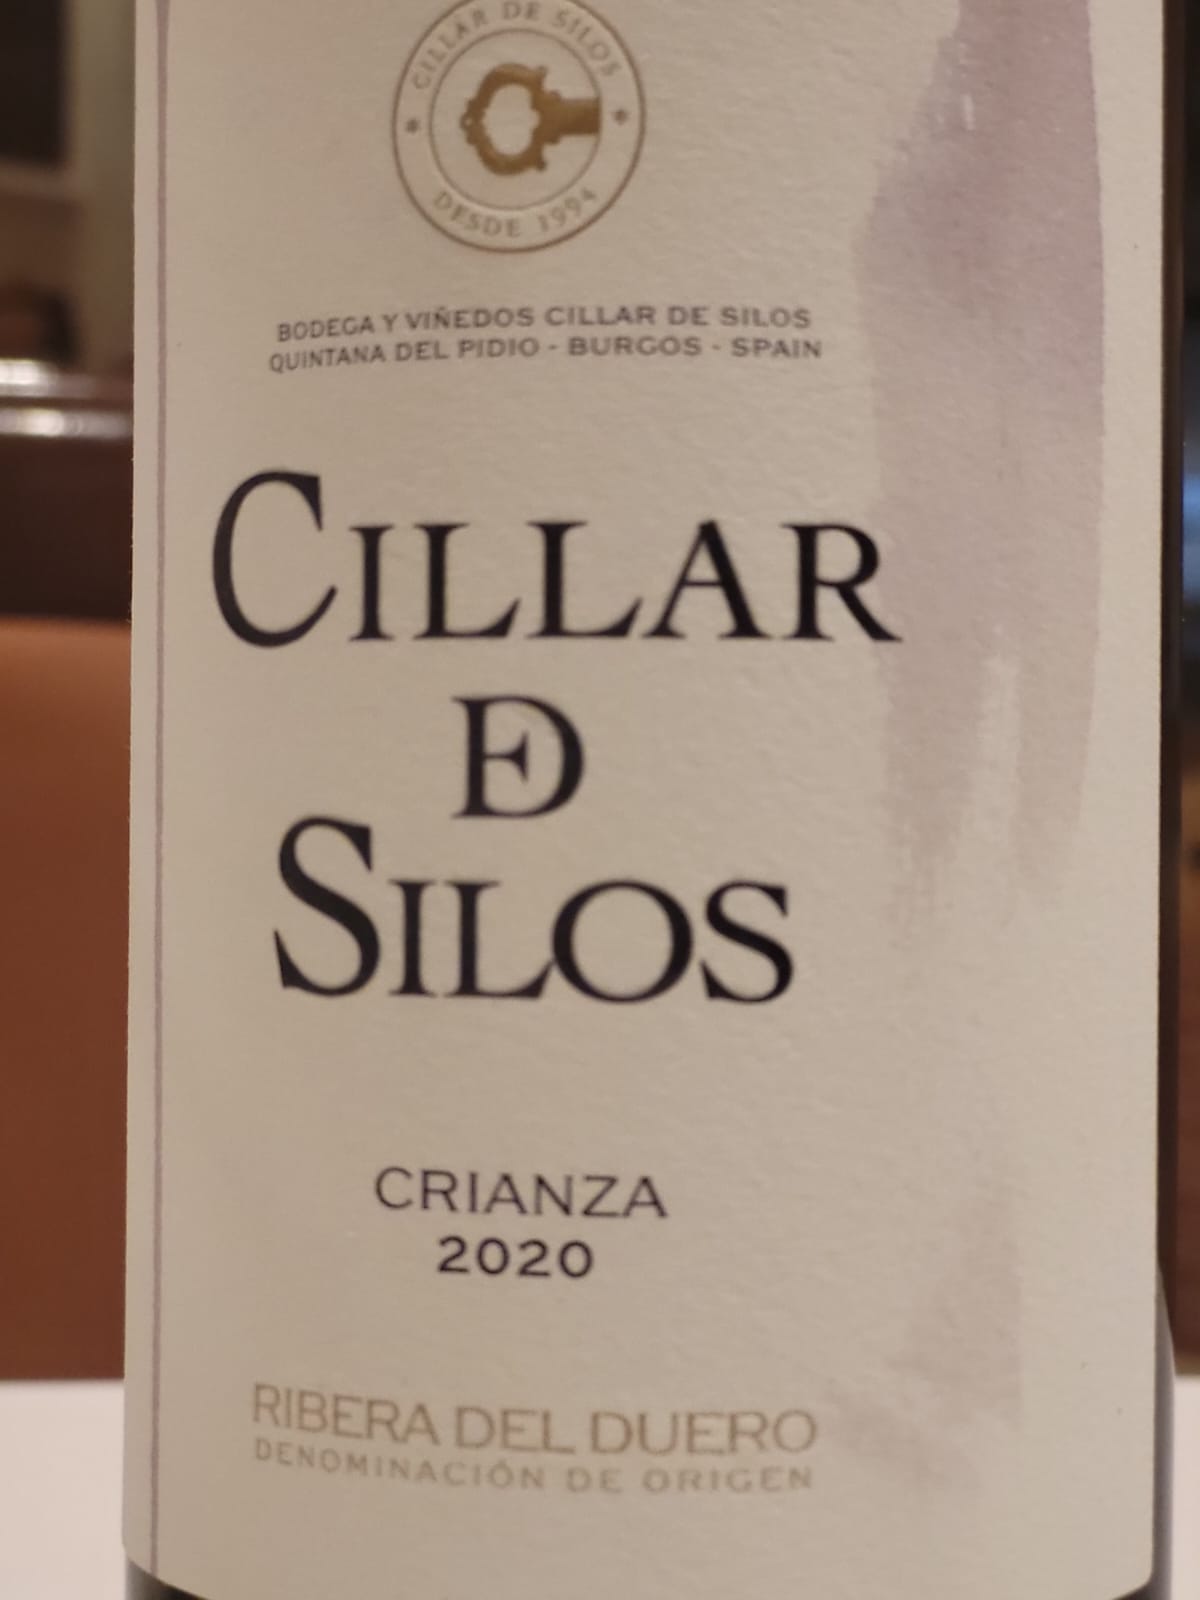 CILLAR DE SILOS
DESDE 1994
BODEGA Y VIÑEDOS CILLAR DE SILOS
QUINTANA DEL PIDIO - BURGOS - SPAIN
CILLAR
DE
SILOS
CRIANZA
2020
RIBERA DEL DUERO
DENOMINACIÓN DE ORIGEN